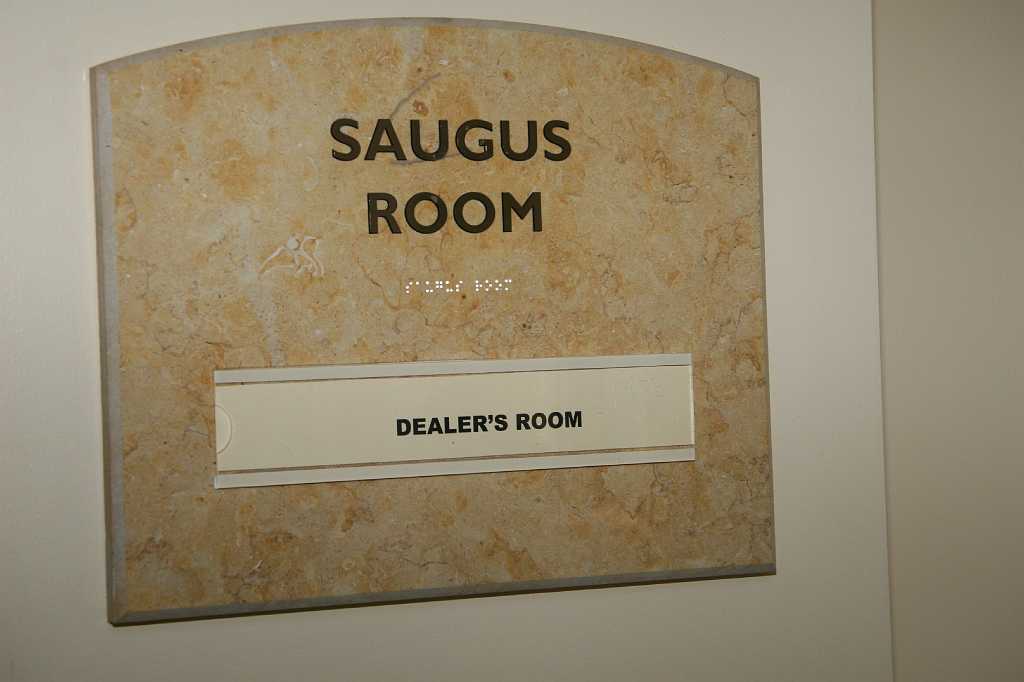 SAUGUS
ROOM
⠎⠁⠥⠛⠥⠎ ⠗⠕⠕⠍
DEALER'S ROOM